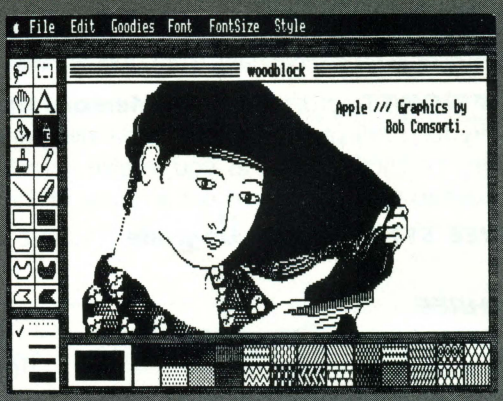 File Edit Goodies Font FontSize Style
woodblock
A
Apple /// Graphics by
Bob Consorti.